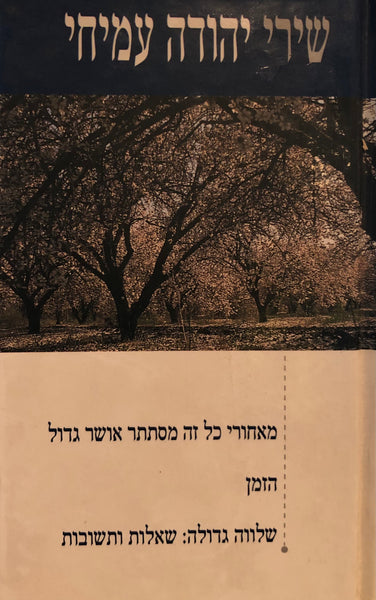 שירי יהודה עמיחי
מאחורי כל זה מסתתר אושר גדול
הזמן
שלווה גדולה: שאלות ותשובות